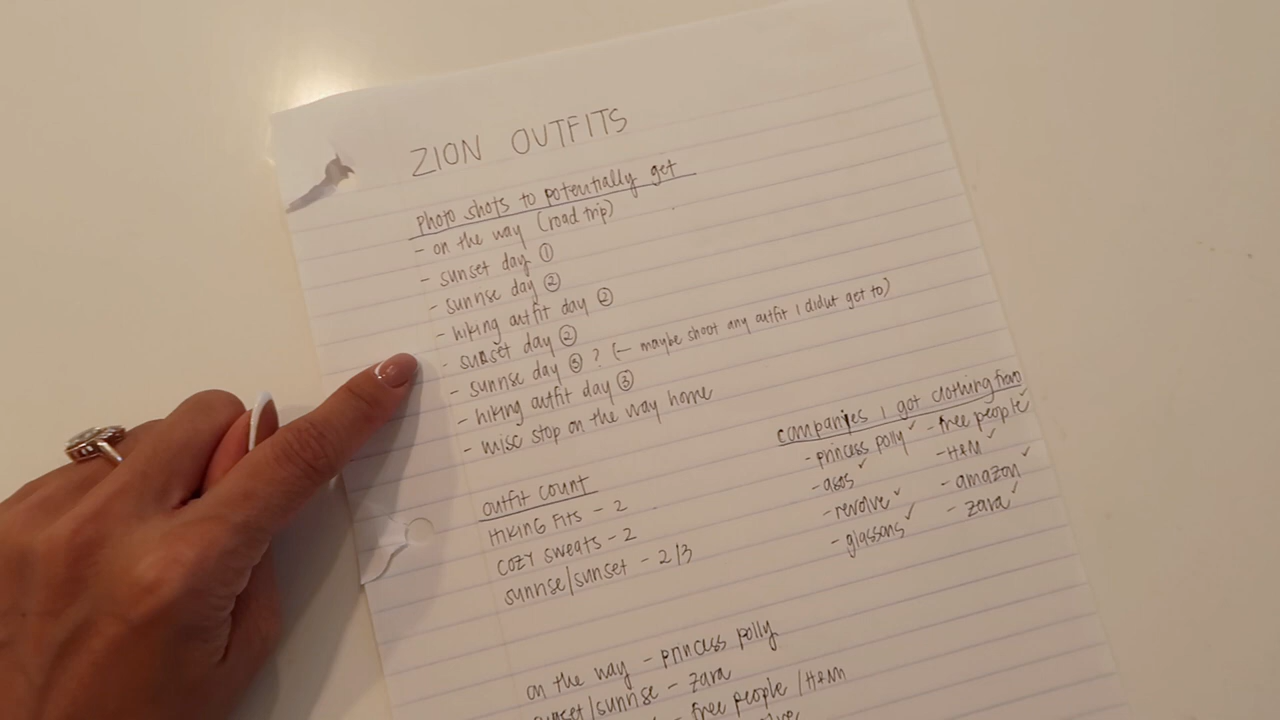 ZION OUTFITS
photo shots to potentially get
- on the way (road trip)
- sunset day ①
- sunrise day ②
- hiking outfit day ②
- sunset day ②
- sunrise day ③ ? (← maybe shoot any outfit I didnt get to)
- hiking outfit day ③
- misc stop on the way home
outfit count
HIKING FITS - 2
COZY SWEATS - 2
sunrise/sunset - 2/3
companies I got clothing from
- princess polly ✓
- asos ✓
- revolve ✓
- glassons ✓
- free people ✓
- H&M ✓
- amazon ✓
- zara ✓
on the way - princess polly
sunset/sunrise - zara
- free people / H&M